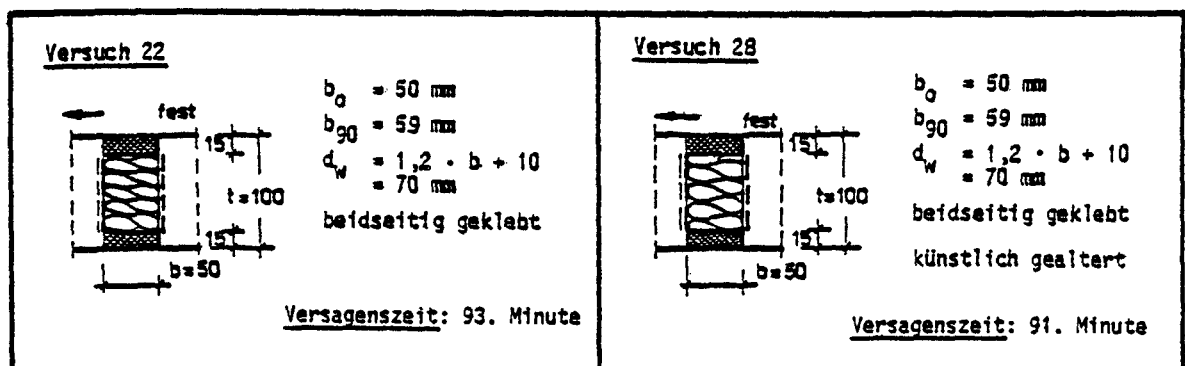 Versuch 22
b₀ = 50 mm
b₉₀ = 59 mm
d_w = 1,2 · b + 10
= 70 mm
beidseitig geklebt
fest
15
t=100
15
b=50
Versagenszeit: 93. Minute
Versuch 28
b₀ = 50 mm
b₉₀ = 59 mm
d_w = 1,2 · b + 10
= 70 mm
beidseitig geklebt
künstlich gealtert
fest
15
t=100
15
b=50
Versagenszeit: 91. Minute